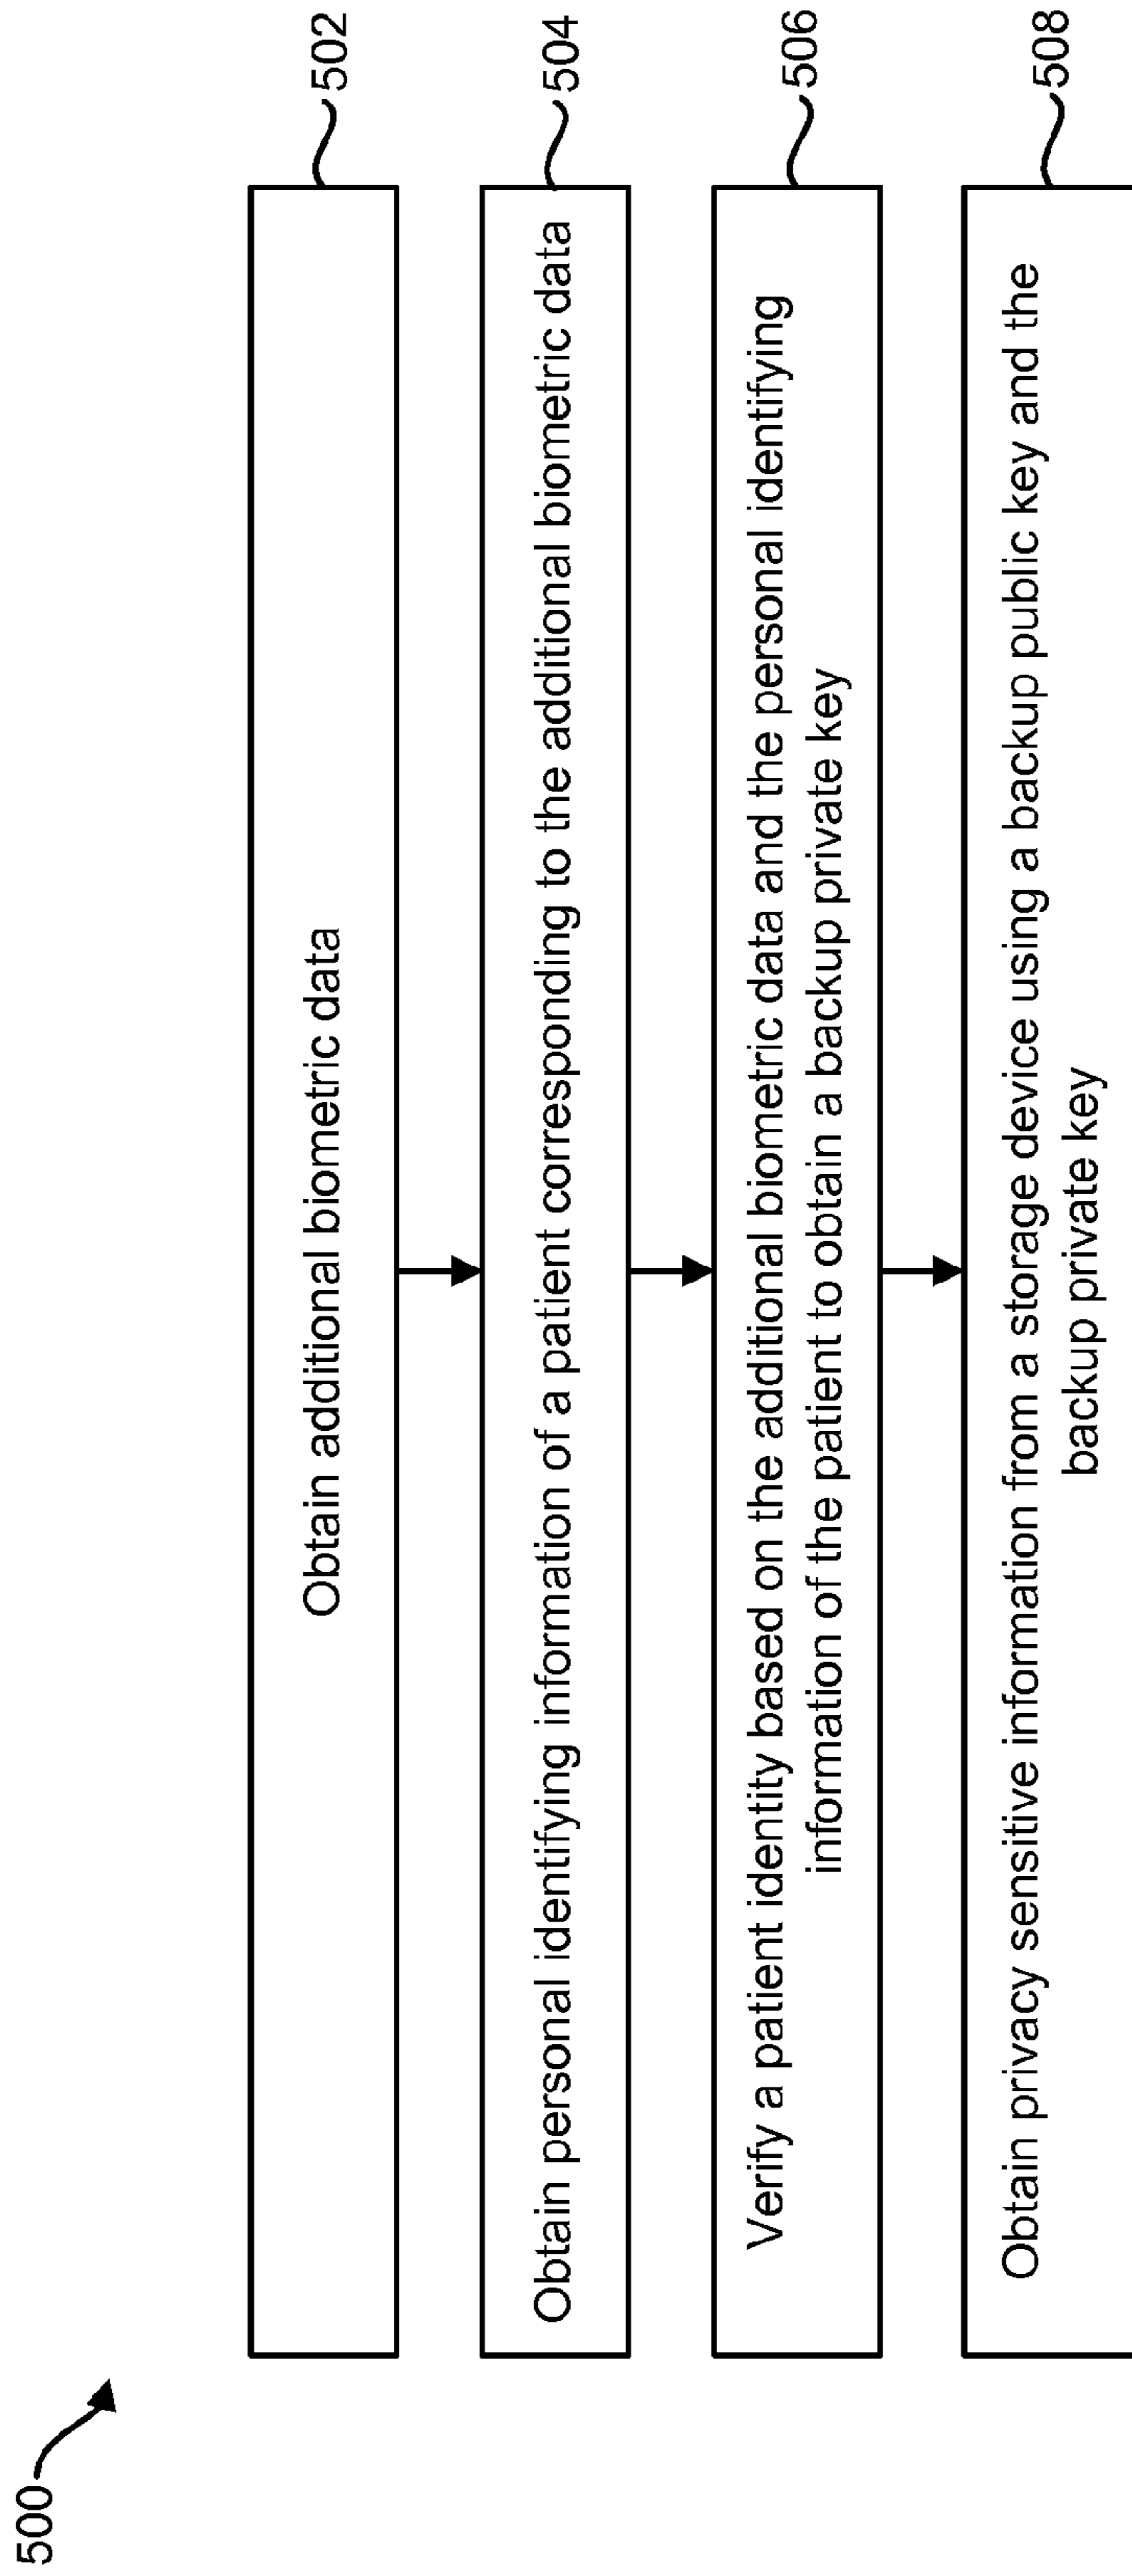 500
Obtain additional biometric data
502
Obtain personal identifying information of a patient corresponding to the additional biometric data
504
Verify a patient identity based on the additional biometric data and the personal identifying
information of the patient to obtain a backup private key
506
Obtain privacy sensitive information from a storage device using a backup public key and the
backup private key
508